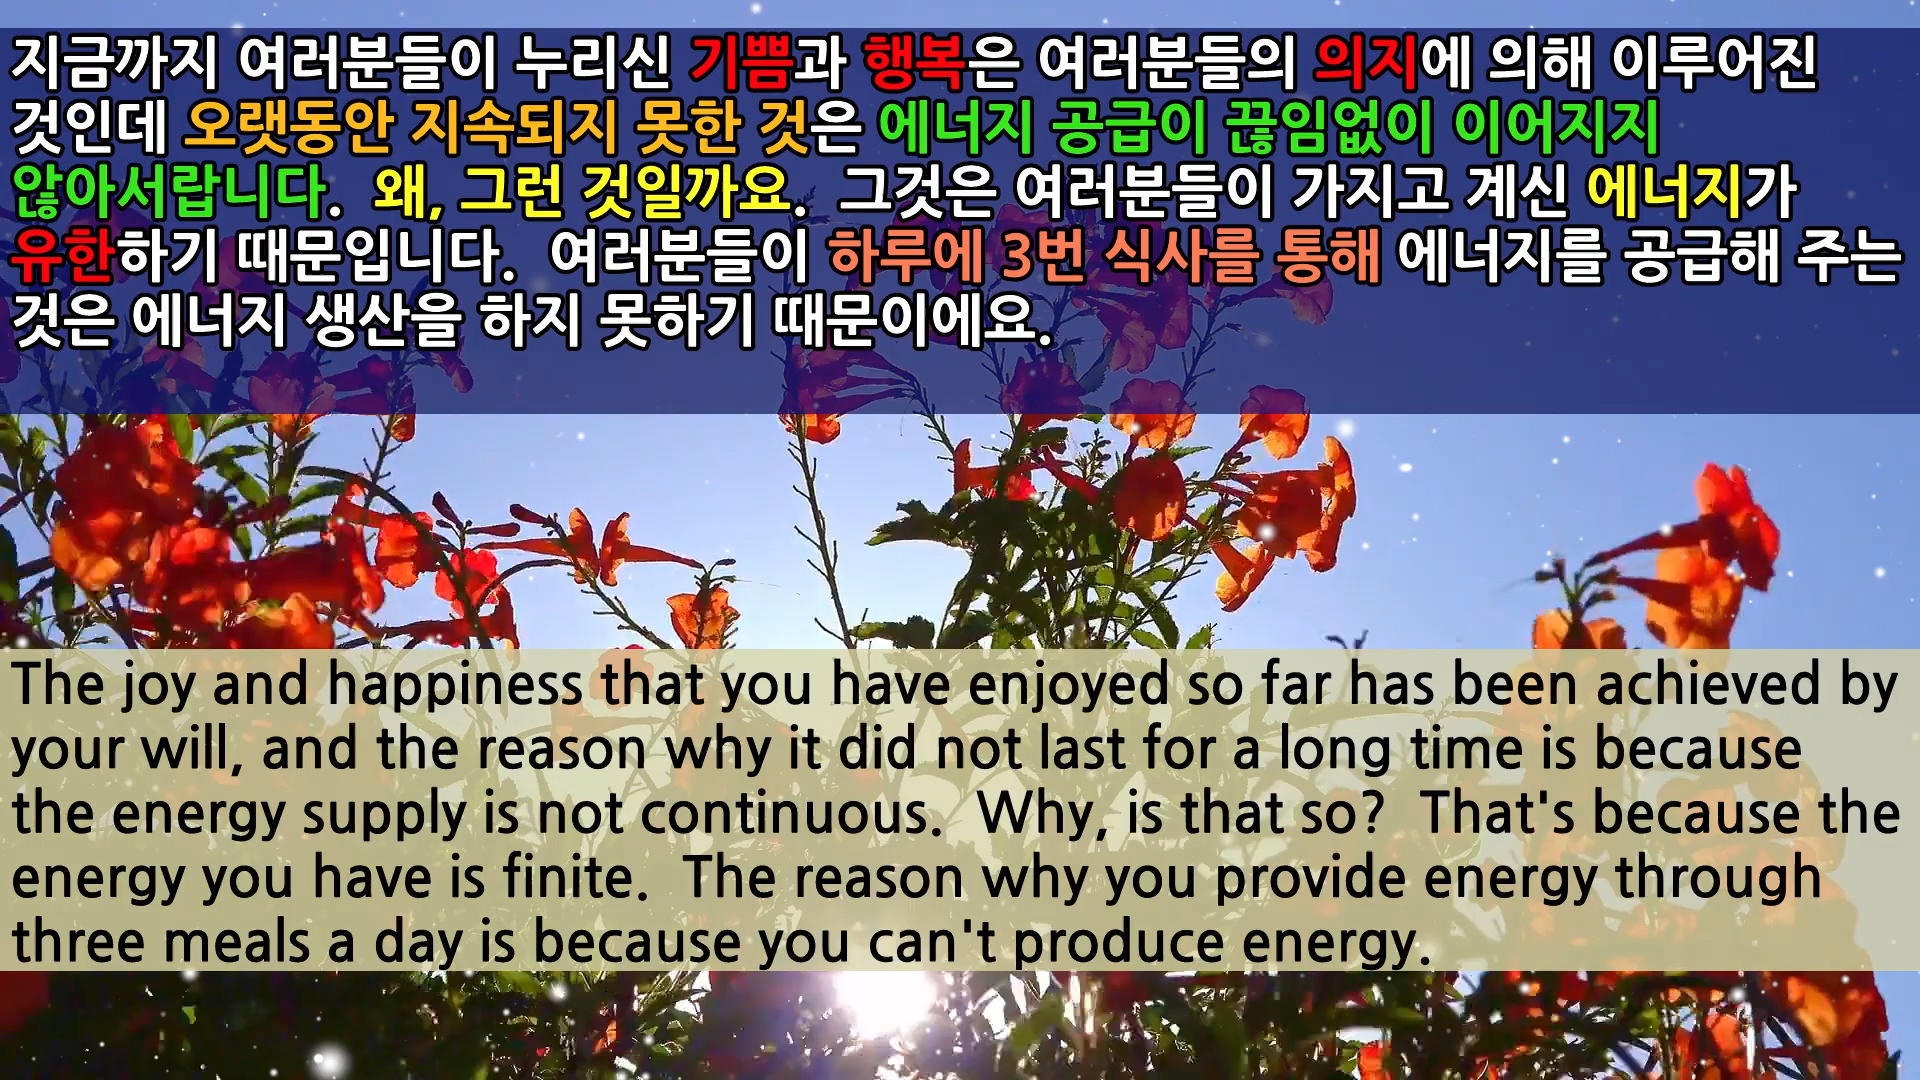 지금까지 여러분들이 누리신 기쁨과 행복은 여러분들의 의지에 의해 이루어진
것인데 오랫동안 지속되지 못한 것은 에너지 공급이 끊임없이 이어지지
않아서랍니다.  왜, 그런 것일까요.  그것은 여러분들이 가지고 계신 에너지가
유한하기 때문입니다.  여러분들이 하루에 3번 식사를 통해 에너지를 공급해 주는
것은 에너지 생산을 하지 못하기 때문이에요.
The joy and happiness that you have enjoyed so far has been achieved by
your will, and the reason why it did not last for a long time is because
the energy supply is not continuous.  Why, is that so?  That's because the
energy you have is finite.  The reason why you provide energy through
three meals a day is because you can't produce energy.